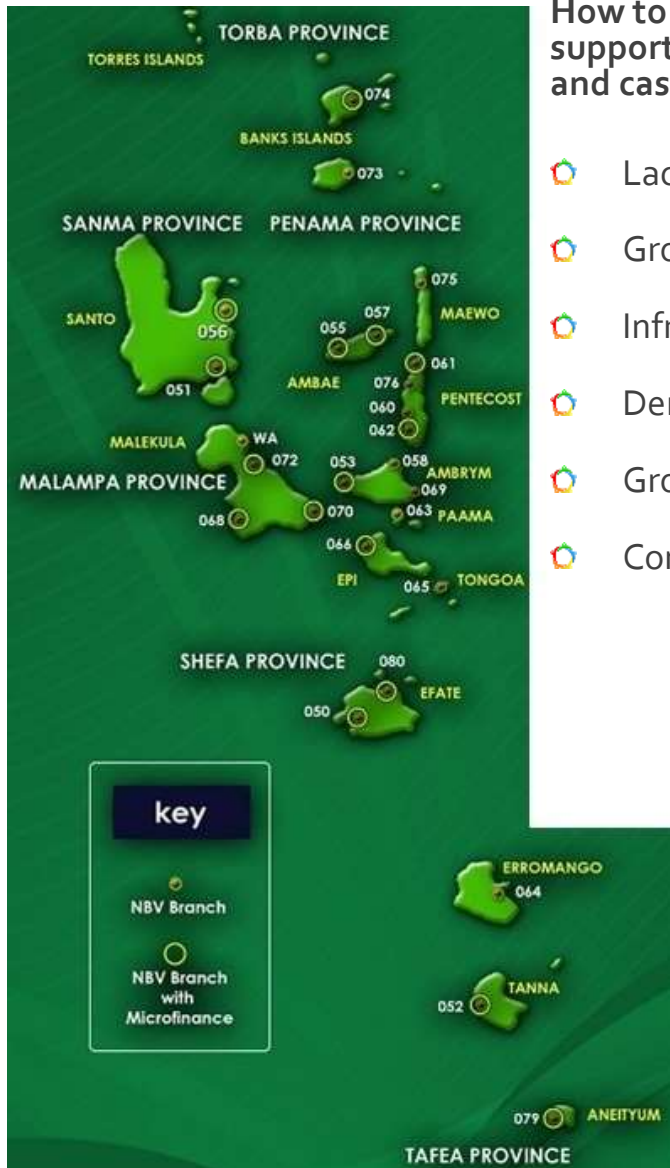 TORBA PROVINCE
TORRES ISLANDS
074
BANKS ISLANDS
073
SANMA PROVINCE
PENAMA PROVINCE
075
SANTO
056
055
057
MAEWO
061
051
AMBAE
076
PENTECOST
060
062
MALEKULA
WA
072
053
058
AMBRYM
MALAMPA PROVINCE
069
068
070
063
PAAMA
066
EPI
065
TONGOA
SHEFA PROVINCE
080
EFATE
050
key
NBV Branch
NBV Branch
with
Microfinance
ERROMANGO
064
TANNA
052
079
ANEITYUM
TAFEA PROVINCE
How to
support
and cas
Lac
Gro
Infr
Der
Gro
Cor